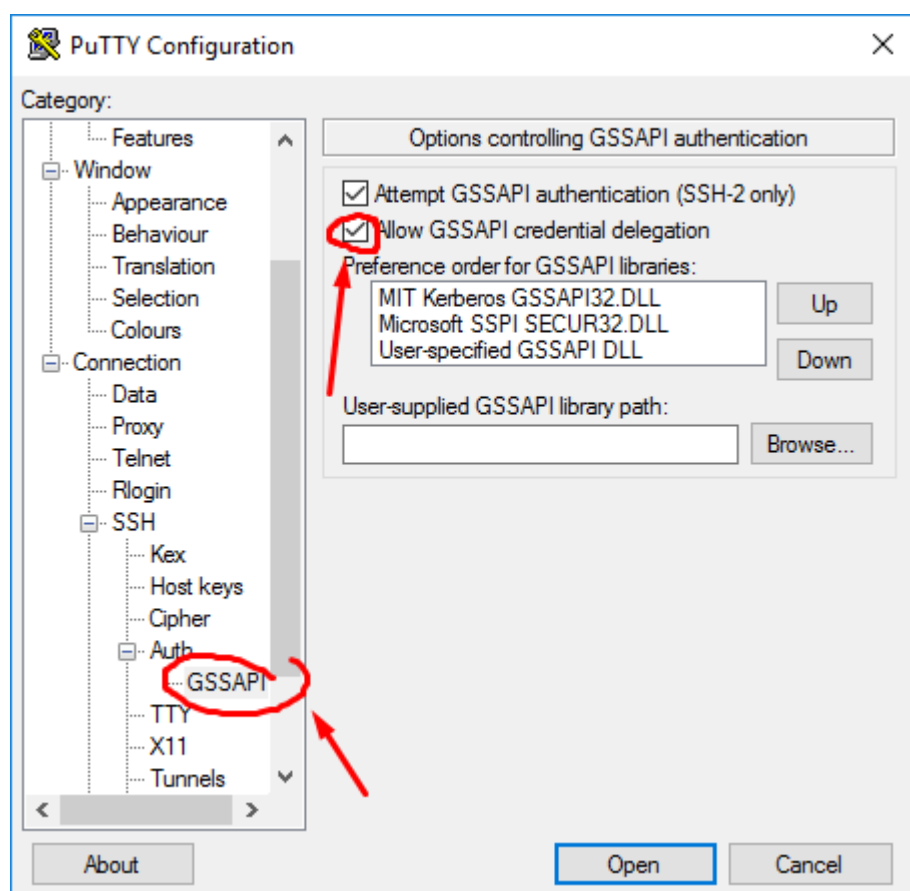 PuTTY Configuration
Category:
Features
Window
Appearance
Behaviour
Translation
Selection
Colours
Connection
Data
Proxy
Telnet
Rlogin
SSH
Kex
Host keys
Cipher
Auth
GSSAPI
TTY
X11
Tunnels
Options controlling GSSAPI authentication
Attempt GSSAPI authentication (SSH-2 only)
Allow GSSAPI credential delegation
Preference order for GSSAPI libraries:
MIT Kerberos GSSAPI32.DLL
Microsoft SSPI SECUR32.DLL
User-specified GSSAPI DLL
Up
Down
User-supplied GSSAPI library path:
Browse...
About
Open
Cancel